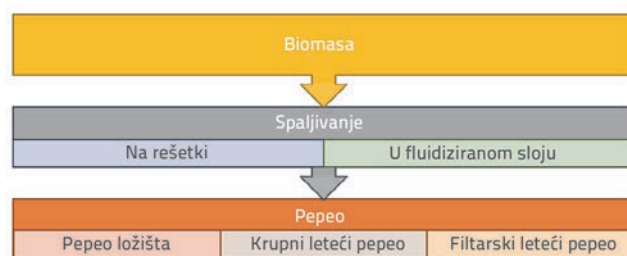 Biomasa
Spaljivanje
Na rešetki
U fluidiziranom sloju
Pepeo
Pepeo ložišta
Krupni leteći pepeo
Filtarski leteći pepeo